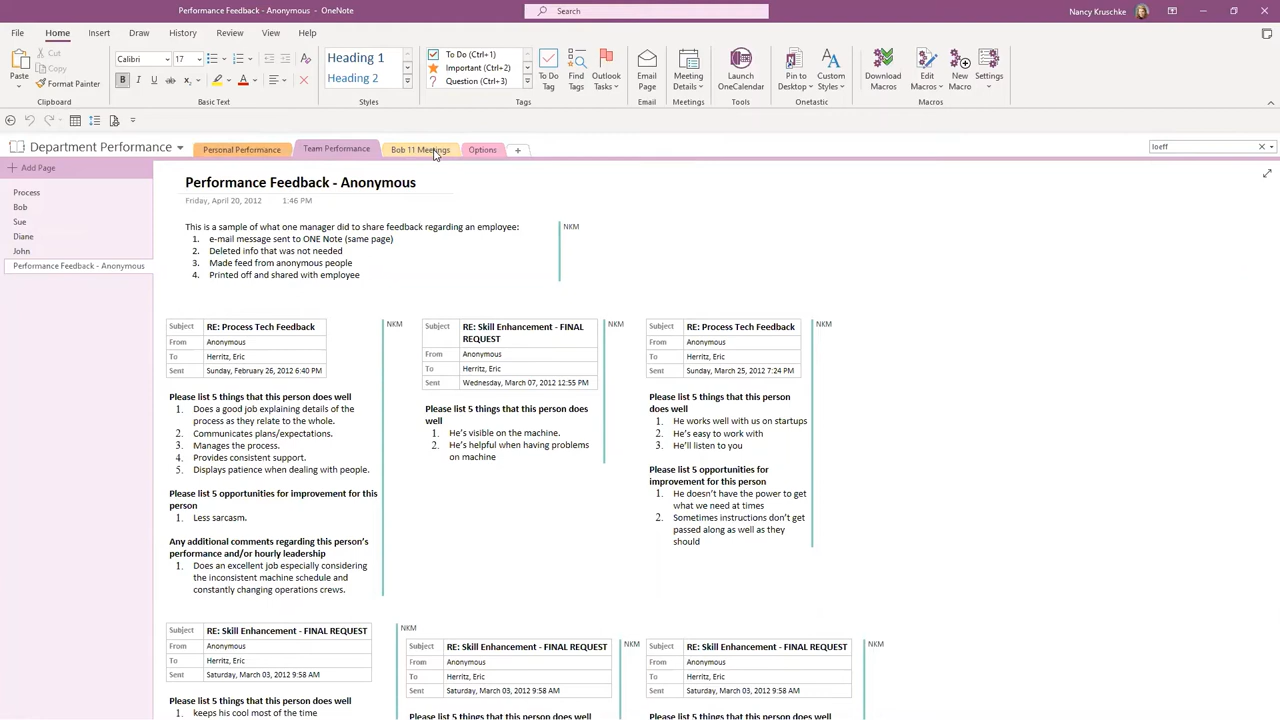 Performance Feedback - Anonymous - OneNote
Search
Nancy Kruschke
File Home Insert Draw History Review View Help
Paste
Cut
Copy
Format Painter
Clipboard
Calibri 17
B I U ab x₂ A
Basic Text
Heading 1
Heading 2
Styles
To Do (Ctrl+1)
Important (Ctrl+2)
? Question (Ctrl+3)
To Do Tag
Find Tags
Outlook Tasks
Tags
Email Page
Email
Meeting Details
Meetings
Launch OneCalendar
Tools
Pin to Desktop
Custom Styles
Onetastic
Download Macros
Edit Macros
New Macro
Settings
Macros
Department Performance
Personal Performance
Team Performance
Bob 11 Meetings
Options
+
loeff
Add Page
Process
Bob
Sue
Diane
John
Performance Feedback - Anonymous
Performance Feedback - Anonymous
Friday, April 20, 2012 1:46 PM
This is a sample of what one manager did to share feedback regarding an employee:
1. e-mail message sent to ONE Note (same page)
2. Deleted info that was not needed
3. Made feed from anonymous people
4. Printed off and shared with employee
NKM
Subject RE: Process Tech Feedback
From Anonymous
To Herritz, Eric
Sent Sunday, February 26, 2012 6:40 PM
NKM
Please list 5 things that this person does well
1. Does a good job explaining details of the
process as they relate to the whole.
2. Communicates plans/expectations.
3. Manages the process.
4. Provides consistent support.
5. Displays patience when dealing with people.
Please list 5 opportunities for improvement for this
person
1. Less sarcasm.
Any additional comments regarding this person's
performance and/or hourly leadership
1. Does an excellent job especially considering
the inconsistent machine schedule and
constantly changing operations crews.
Subject RE: Skill Enhancement - FINAL
REQUEST
From Anonymous
To Herritz, Eric
Sent Wednesday, March 07, 2012 12:55 PM
NKM
Please list 5 things that this person does
well
1. He's visible on the machine.
2. He's helpful when having problems
on machine
Subject RE: Process Tech Feedback
From Anonymous
To Herritz, Eric
Sent Sunday, March 25, 2012 7:24 PM
NKM
Please list 5 things that this person
does well
1. He works well with us on startups
2. He's easy to work with
3. He'll listen to you
Please list 5 opportunities for
improvement for this person
1. He doesn't have the power to get
what we need at times
2. Sometimes instructions don't get
passed along as well as they
should
Subject RE: Skill Enhancement - FINAL REQUEST
From Anonymous
To Herritz, Eric
Sent Saturday, March 03, 2012 9:58 AM
NKM
Please list 5 things that this person does well
1. keeps his cool most of the time
Subject RE: Skill Enhancement - FINAL REQUEST
From Anonymous
To Herritz, Eric
Sent Saturday, March 03, 2012 9:58 AM
NKM
Please list 5 things that this person does well
Subject RE: Skill Enhancement - FINAL REQUEST
From Anonymous
To Herritz, Eric
Sent Saturday, March 03, 2012 9:58 AM
NKM
Please list 5 things that this person does well